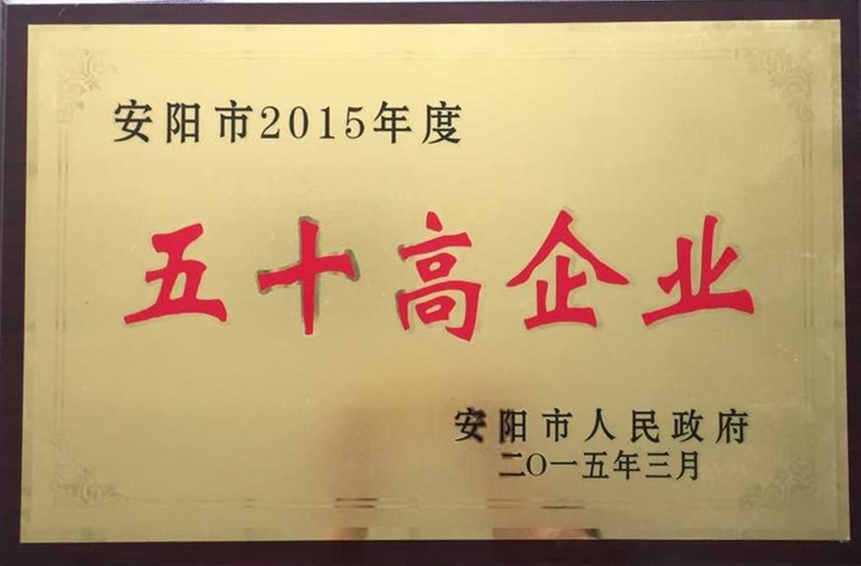 安阳市2015年度
五十高企业
安阳市人民政府
二〇一五年三月